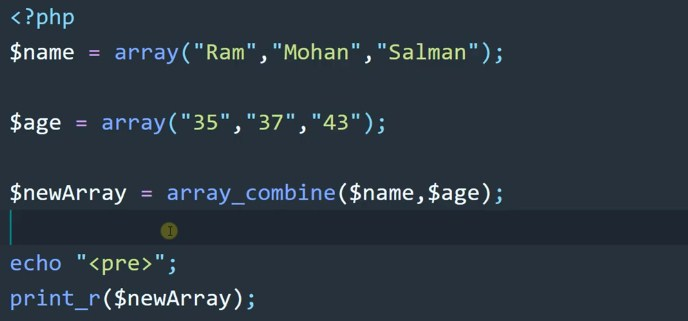 <?php
$name = array("Ram","Mohan","Salman");
$age = array("35","37","43");
$newArray = array_combine($name,$age);
echo "<pre>";
print_r($newArray);